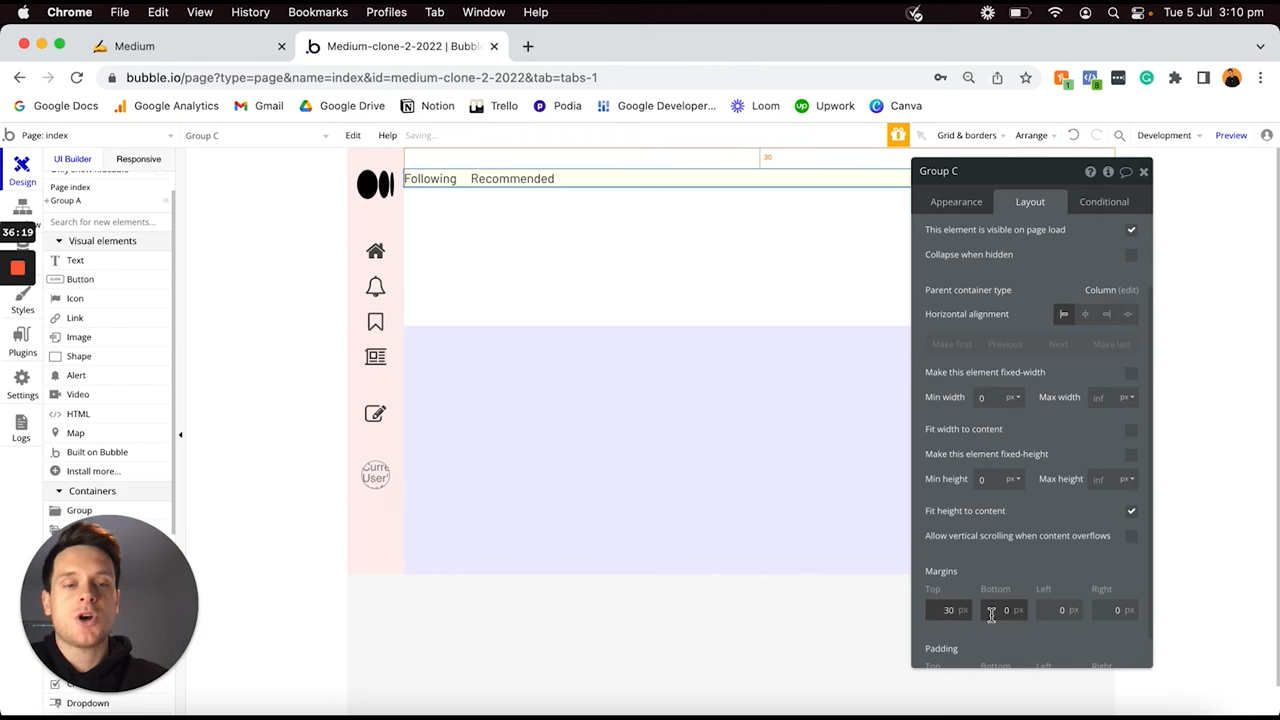 Chrome File Edit View History Bookmarks Profiles Tab Window Help Tue 5 Jul 3:10 pm
Medium Medium-clone-2-2022 | Bubbl
bubble.io/page?type=page&name=index&id=medium-clone-2-2022&tab=tabs-1
1 8
Google Docs Google Analytics Gmail Google Drive Notion Trello Podia Google Developer... Loom Upwork Canva
Page: index Group C Edit Help Saving... Grid & borders Arrange Development Preview
UI Builder Responsive
Design
Page index
Group A
Search for new elements...
Visual elements
36:19
Text
Button
Icon
Styles
Link
Image
Plugins
Shape
Alert
Settings
Video
HTML
Logs
Map
Built on Bubble
Install more...
Containers
Group
Dropdown
30
Following Recommended
Curre
User'
Group C
Appearance Layout Conditional
This element is visible on page load
Collapse when hidden
Parent container type Column (edit)
Horizontal alignment
Make first Previous Next Make last
Make this element fixed-width
Min width 0 px Max width inf px
Fit width to content
Make this element fixed-height
Min height 0 px Max height inf px
Fit height to content
Allow vertical scrolling when content overflows
Margins
Top Bottom Left Right
30 px 0 px 0 px 0 px
Padding
Top Bottom Left Right